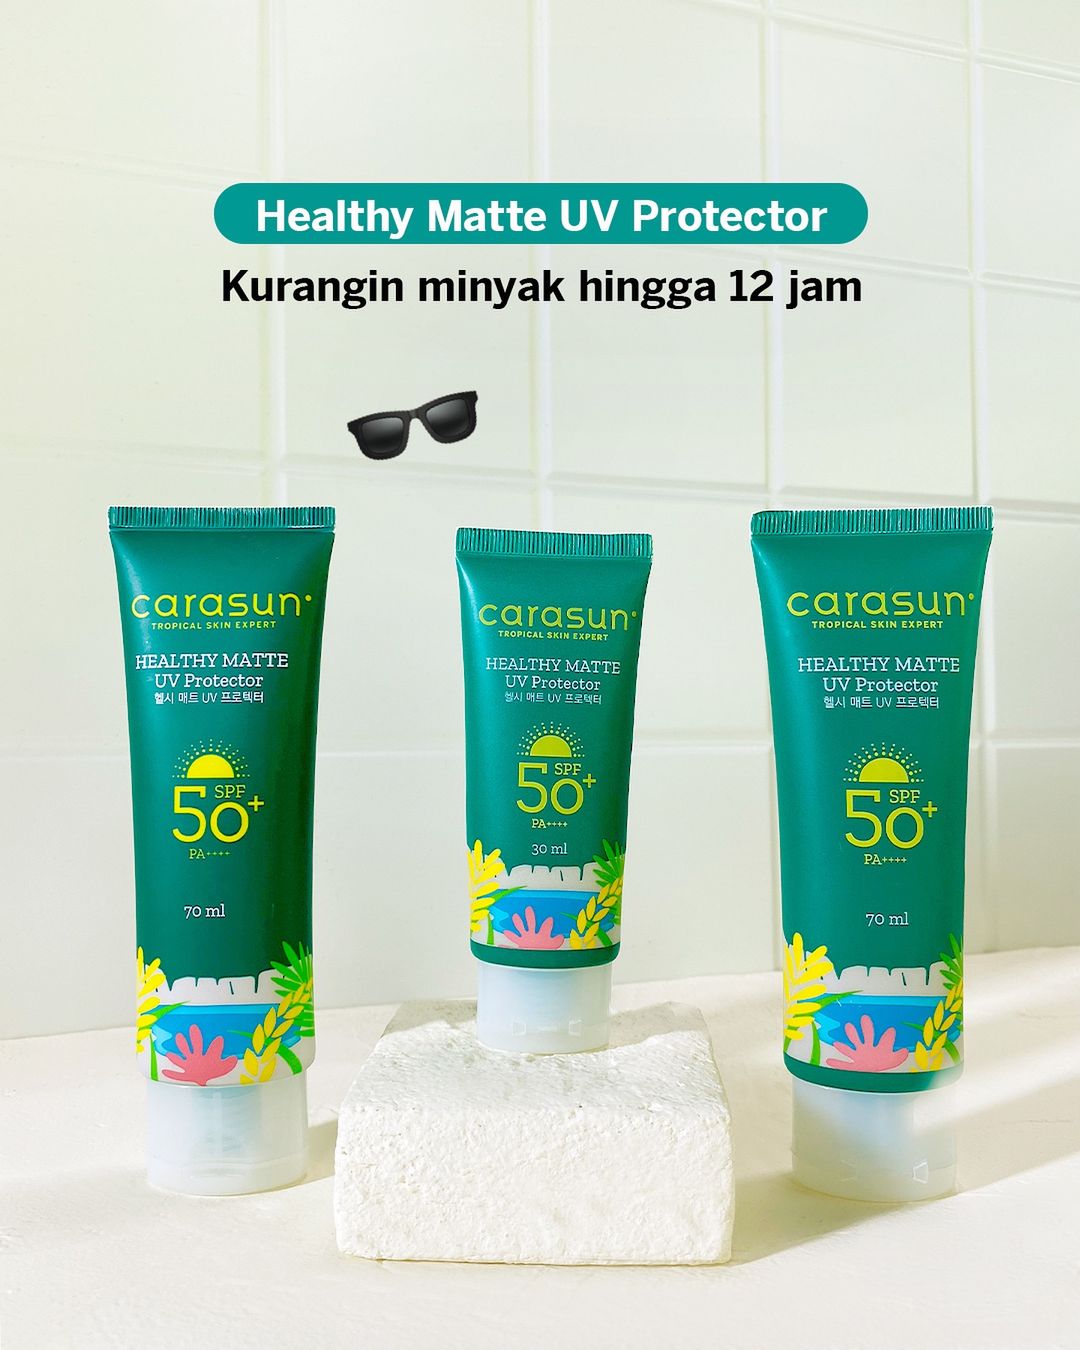 Healthy Matte UV Protector
Kurangin minyak hingga 12 jam
carasun
TROPICAL SKIN EXPERT
HEALTHY MATTE
UV Protector
헬시 매트 UV 프로텍터
SPF
50+
PA++++
70 ml
carasun
TROPICAL SKIN EXPERT
HEALTHY MATTE
UV Protector
헬시 매트 UV 프로텍터
SPF
50+
PA++++
30 ml
carasun
TROPICAL SKIN EXPERT
HEALTHY MATTE
UV Protector
헬시 매트 UV 프로텍터
SPF
50+
PA++++
70 ml